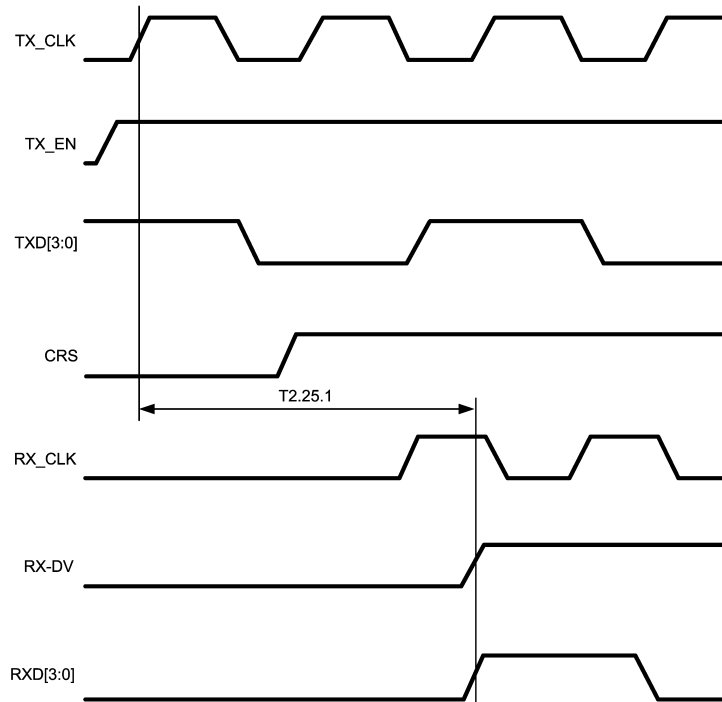 TX_CLK
TX_EN
TXD[3:0]
CRS
T2.25.1
RX_CLK
RX-DV
RXD[3:0]